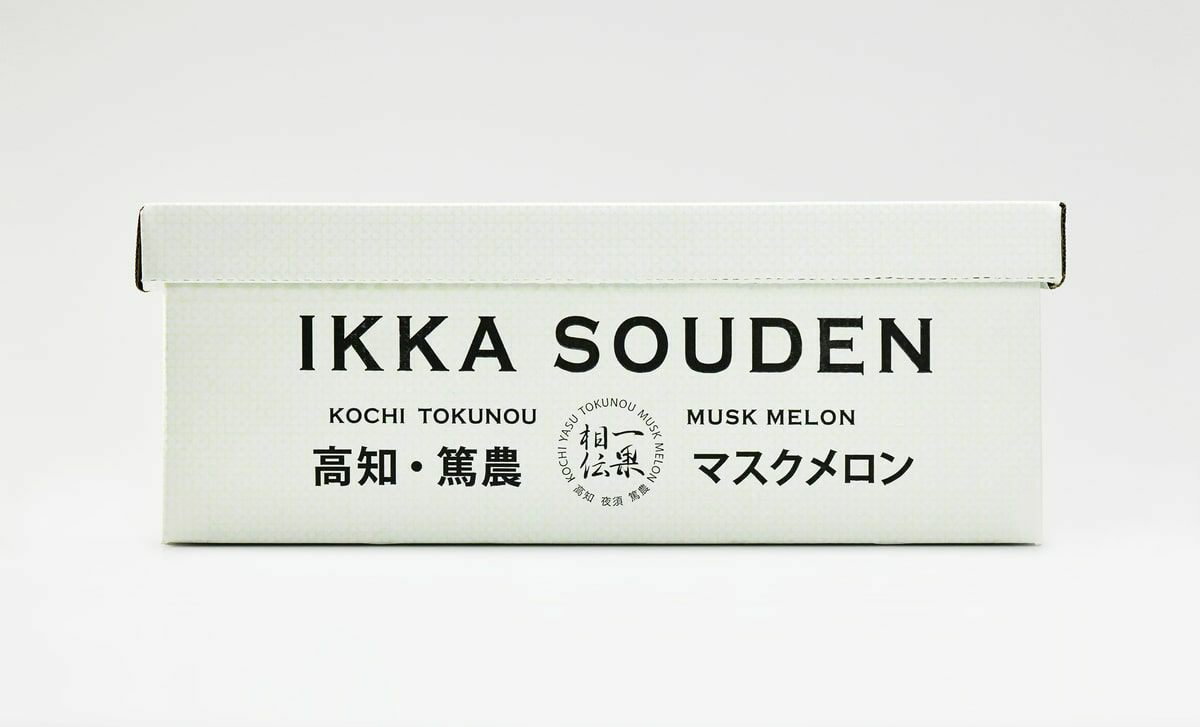 IKKA SOUDEN
KOCHI TOKUNOU
高知・篤農
KOCHI YASU TOKUNOU MUSK MELON
一果
相伝
高知 夜須 篤農
MUSK MELON
マスクメロン